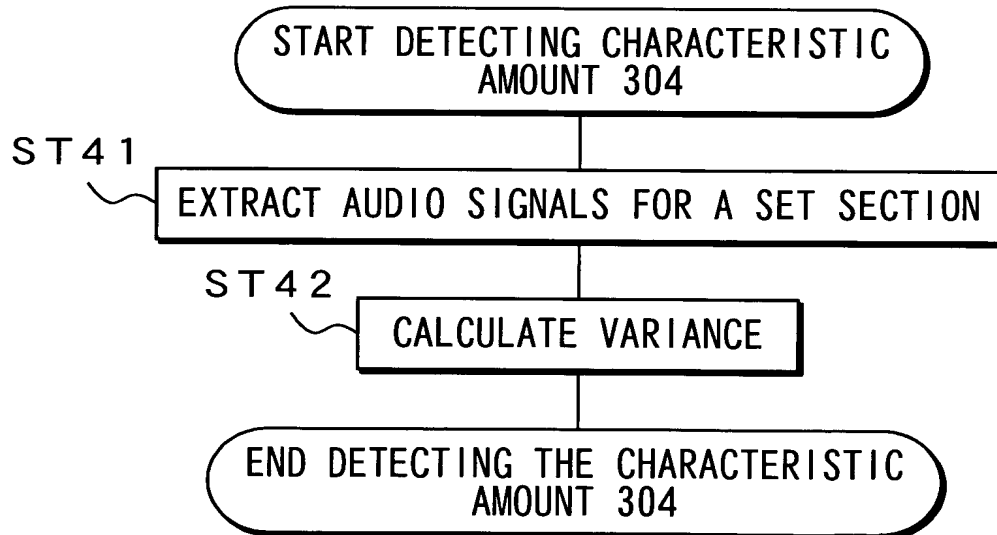 START DETECTING CHARACTERISTIC
AMOUNT 304
ST41
EXTRACT AUDIO SIGNALS FOR A SET SECTION
ST42
CALCULATE VARIANCE
END DETECTING THE CHARACTERISTIC
AMOUNT 304